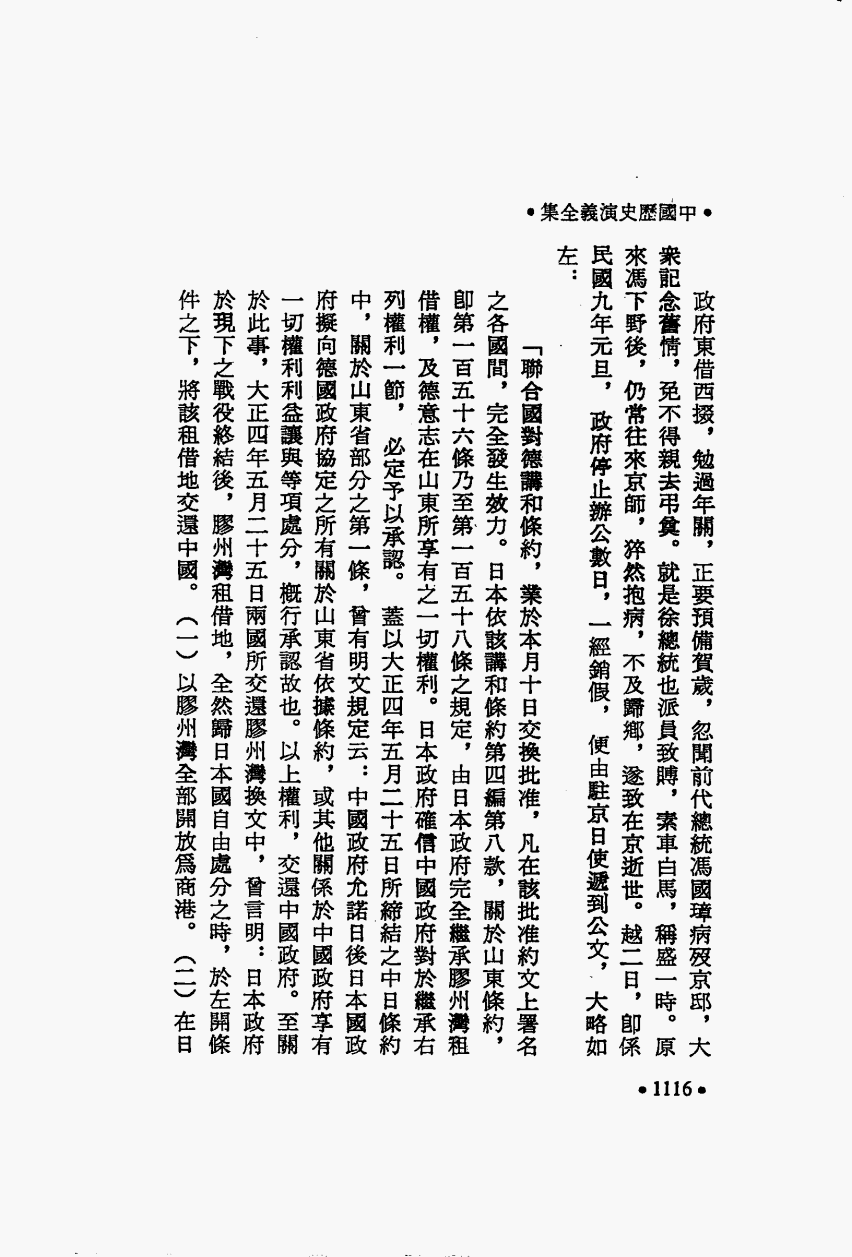 •中國歷史演義全集•
政府東借西掇，勉過年關，正要預備賀歲，忽聞前代總統馮國璋病歿京邸，大
衆記念舊情，免不得親去弔奠。就是徐總統也派員致賻，素車白馬，稱盛一時。原
來馮下野後，仍常往來京師，猝然抱病，不及歸鄉，遂致在京逝世。越二日，卽係
民國九年元旦，政府停止辦公數日，一經銷假，便由駐京日使遞到公文，大略如
左：
「聯合國對德講和條約，業於本月十日交換批准，凡在該批准約文上署名
之各國間，完全發生效力。日本依該講和條約第四編第八款，關於山東條約，
卽第一百五十六條乃至第一百五十八條之規定，由日本政府完全繼承膠州灣租
借權，及德意志在山東所享有之一切權利。日本政府確信中國政府對於繼承右
列權利一節，必定予以承認。蓋以大正四年五月二十五日所締結之中日條約
中，關於山東省部分之第一條，曾有明文規定云：中國政府允諾日後日本國政
府擬向德國政府協定之所有關於山東省依據條約，或其他關係於中國政府享有
一切權利利益讓與等項處分，概行承認故也。以上權利，交還中國政府。至關
於此事，大正四年五月二十五日兩國所交還膠州灣換文中，曾言明：日本政府
於現下之戰役終結後，膠州灣租借地，全然歸日本國自由處分之時，於左開條
件之下，將該租借地交還中國。（一）以膠州灣全部開放爲商港。（二）在日
•1116•